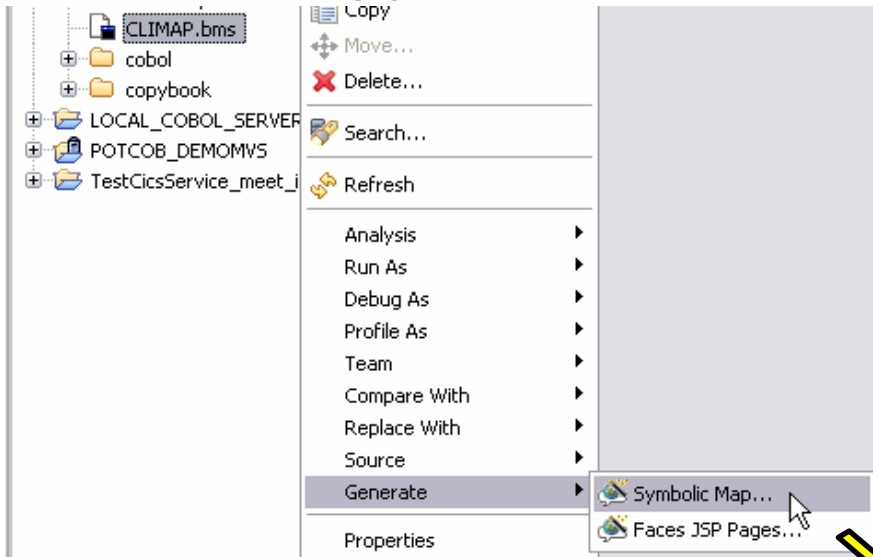 CLIMAP.bms
cobol
copybook
LOCAL_COBOL_SERVER
POTCOB_DEMOMVS
TestCicsService_meet_i
Copy
Move...
Delete...
Search...
Refresh
Analysis
Run As
Debug As
Profile As
Team
Compare With
Replace With
Source
Generate
Properties
Symbolic Map...
Faces JSP Pages...